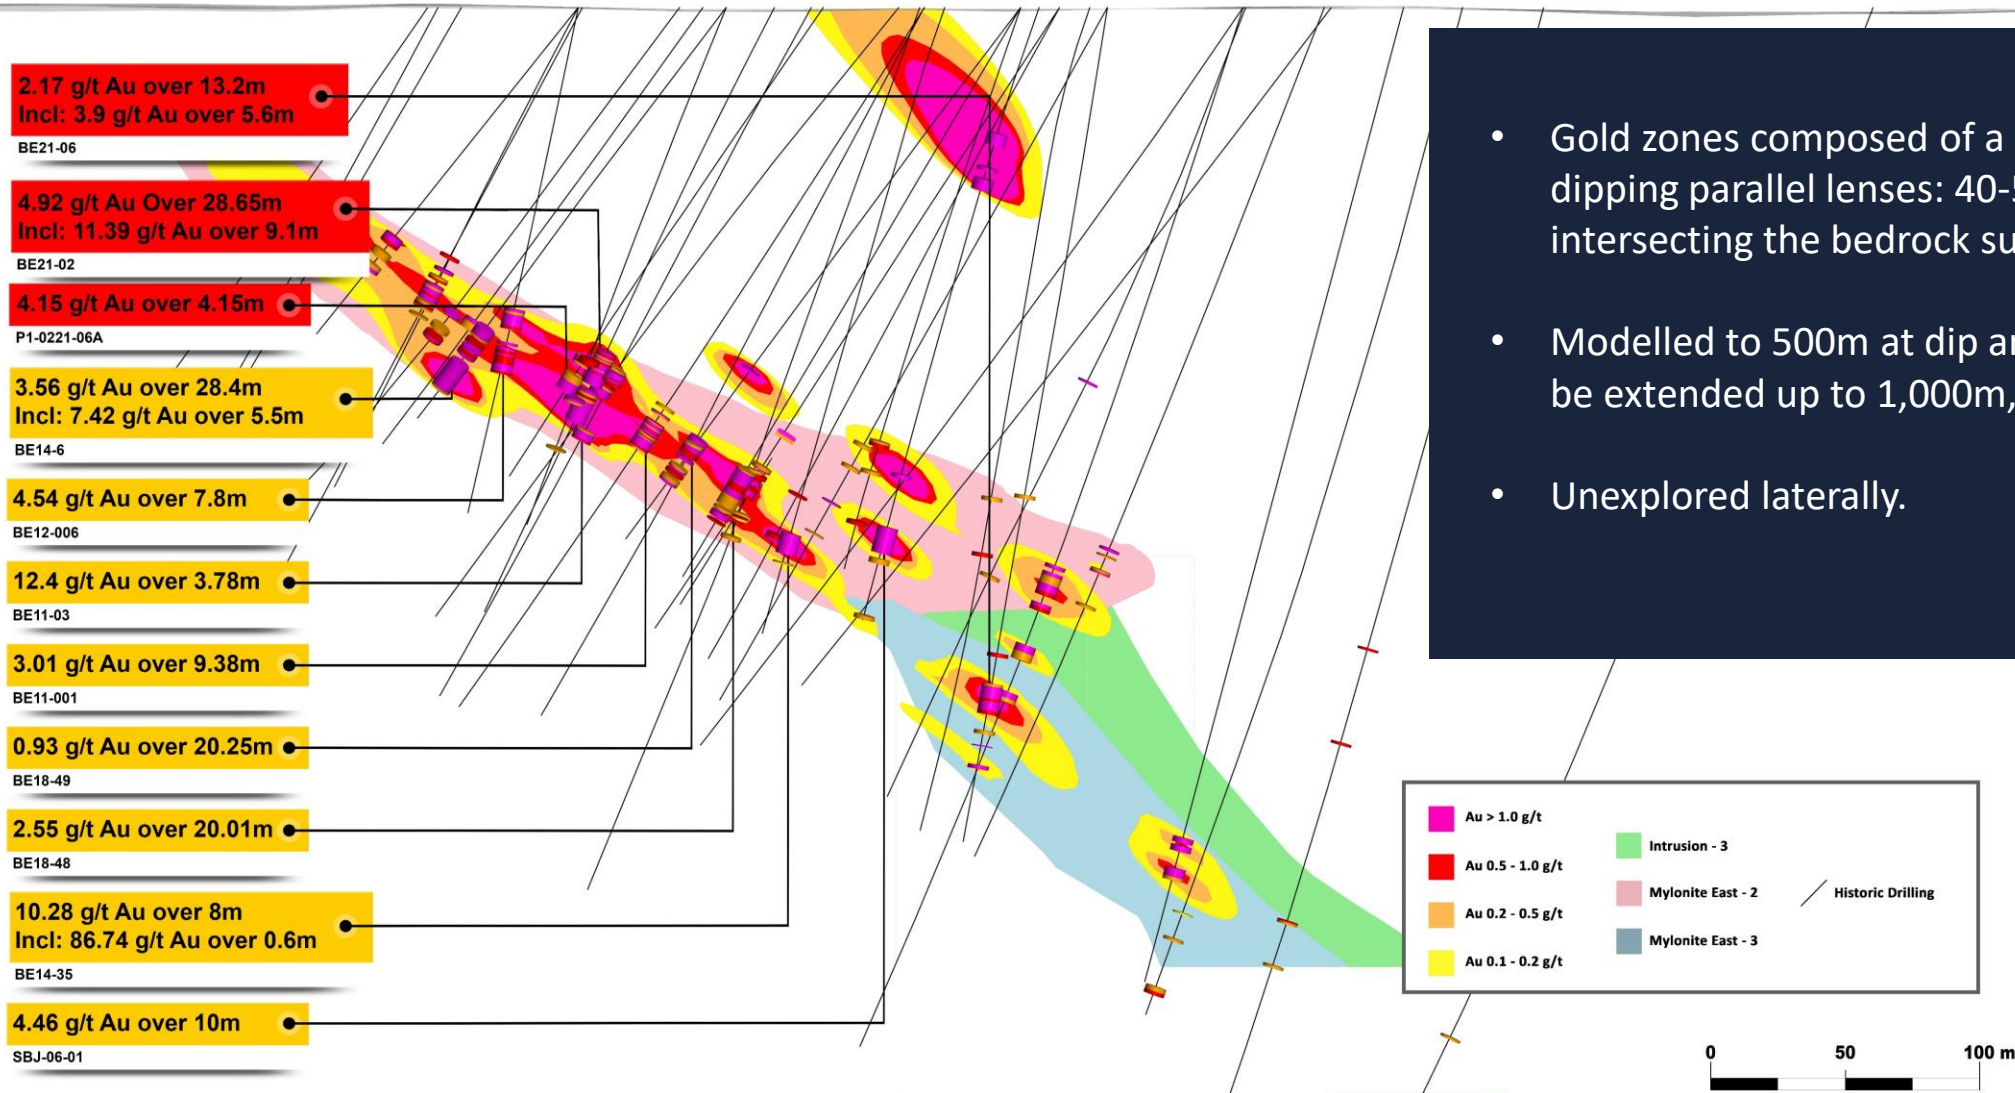 2.17 g/t Au over 13.2m
Incl: 3.9 g/t Au over 5.6m
BE21-06
4.92 g/t Au Over 28.65m
Incl: 11.39 g/t Au over 9.1m
BE21-02
4.15 g/t Au over 4.15m
P1-0221-06A
3.56 g/t Au over 28.4m
Incl: 7.42 g/t Au over 5.5m
BE14-6
4.54 g/t Au over 7.8m
BE12-006
12.4 g/t Au over 3.78m
BE11-03
3.01 g/t Au over 9.38m
BE11-001
0.93 g/t Au over 20.25m
BE18-49
2.55 g/t Au over 20.01m
BE18-48
10.28 g/t Au over 8m
Incl: 86.74 g/t Au over 0.6m
BE14-35
4.46 g/t Au over 10m
SBJ-06-01
• Gold zones composed of a
dipping parallel lenses: 40-
intersecting the bedrock
• Modelled to 500m at dip
be extended up to 1,000m,
• Unexplored laterally.
Au > 1.0 g/t
Au 0.5 - 1.0 g/t
Au 0.2 - 0.5 g/t
Au 0.1 - 0.2 g/t
Intrusion - 3
Mylonite East - 2
Mylonite East - 3
Historic Drilling
0 50 100 m